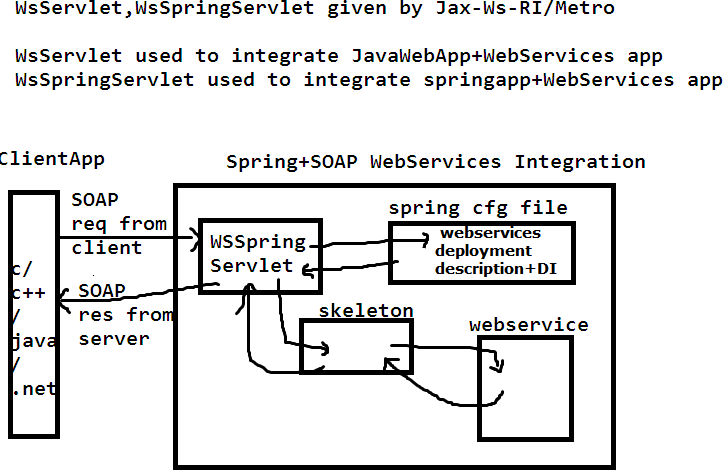 WsServlet,WsSpringServlet given by Jax-Ws-RI/Metro
WsServlet used to integrate JavaWebApp+WebServices app
WsSpringServlet used to integrate springapp+WebServices app
ClientApp
Spring+SOAP WebServices Integration
SOAP
req from
client
SOAP
res from
server
c/
c++
/
java
/
.net
WSSpring
Servlet
spring cfg file
webservices
deployment
description+DI
skeleton
webservice